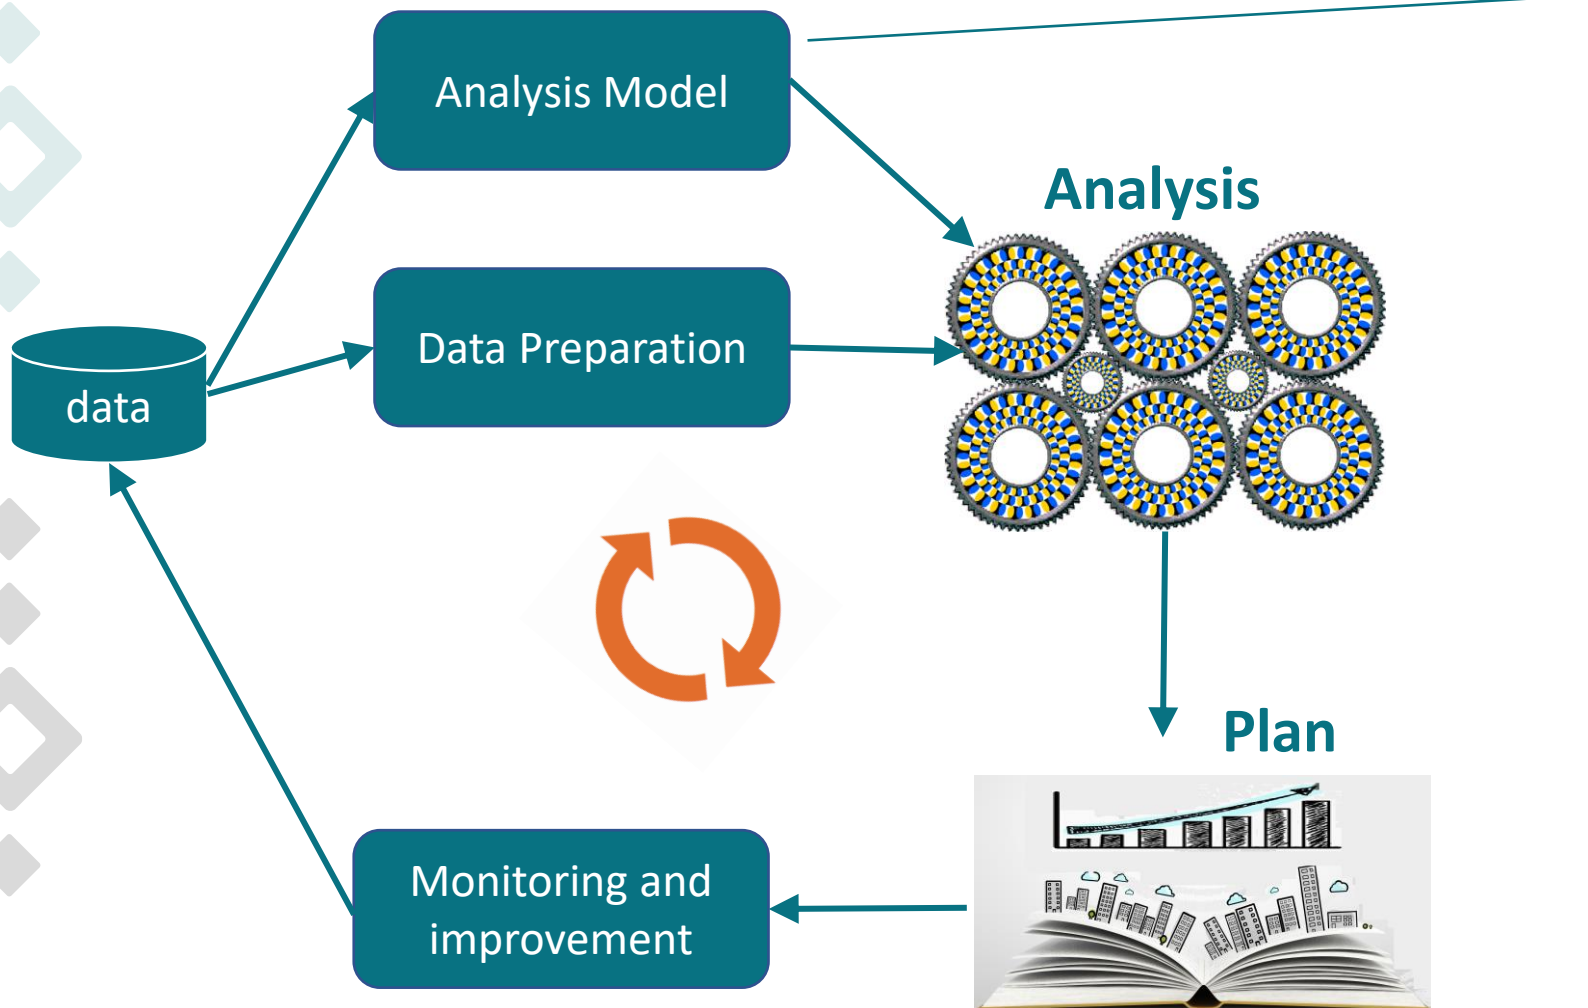 Analysis Model
Analysis
Data Preparation
data
Plan
Monitoring and
improvement